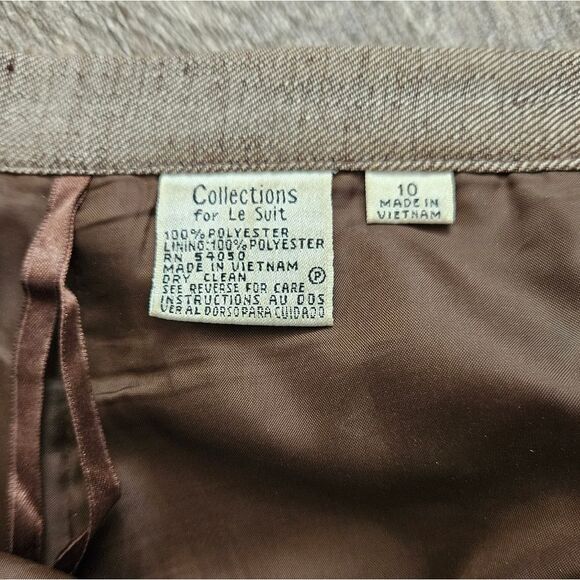 Collections
for Le Suit
100% POLYESTER
LINING:100% POLYESTER
RN 54050
MADE IN VIETNAM
DRY CLEAN P
SEE REVERSE FOR CARE
INSTRUCTIONS AU DOS
VER AL DORSO PARA CUIDADO
10
MADE IN
VIETNAM